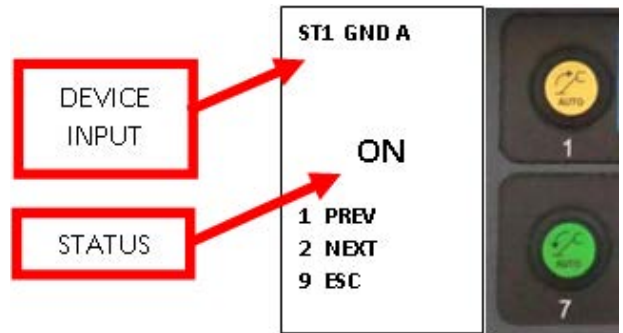 DEVICE
INPUT
STATUS
ST1 GND A
ON
1 PREV
2 NEXT
9 ESC
AUTO
1
AUTO
7